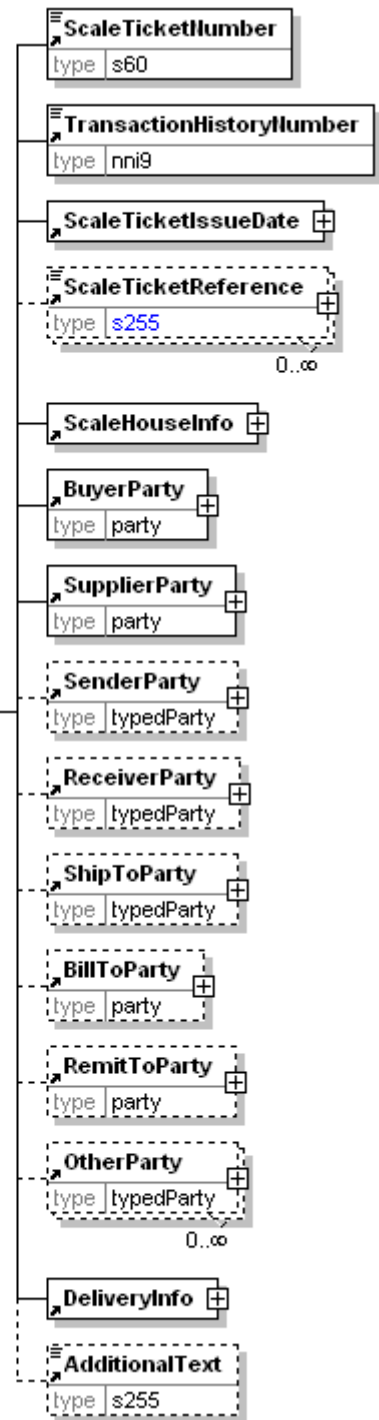 ScaleTicketNumber
type s60
TransactionHistoryNumber
type nni9
ScaleTicketIssueDate
ScaleTicketReference
type s255
0..∞
ScaleHouseInfo
BuyerParty
type party
SupplierParty
type party
SenderParty
type typedParty
ReceiverParty
type typedParty
ShipToParty
type typedParty
BillToParty
type party
RemitToParty
type party
OtherParty
type typedParty
0..∞
DeliveryInfo
AdditionalText
type s255